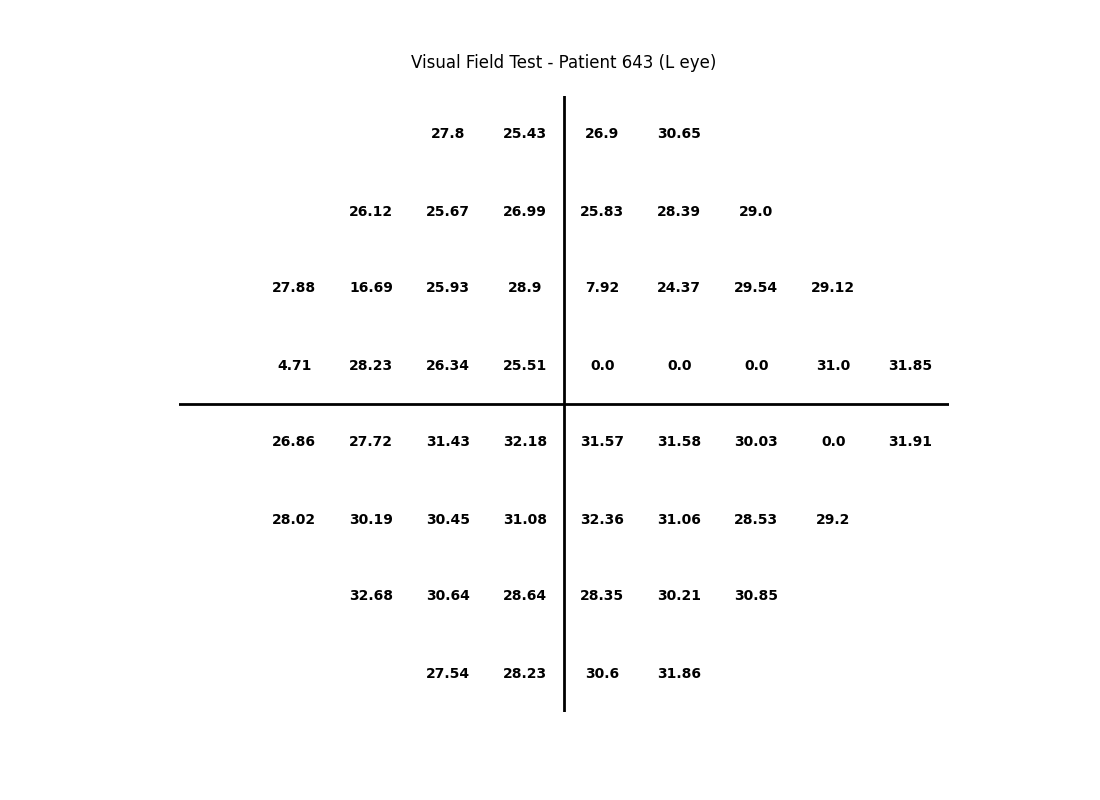 Visual Field Test - Patient 643 (L eye)
27.8 25.43 26.9 30.65
26.12 25.67 26.99 25.83 28.39 29.0
27.88 16.69 25.93 28.9 7.92 24.37 29.54 29.12
4.71 28.23 26.34 25.51 0.0 0.0 0.0 31.0 31.85
26.86 27.72 31.43 32.18 31.57 31.58 30.03 0.0 31.91
28.02 30.19 30.45 31.08 32.36 31.06 28.53 29.2
32.68 30.64 28.64 28.35 30.21 30.85
27.54 28.23 30.6 31.86